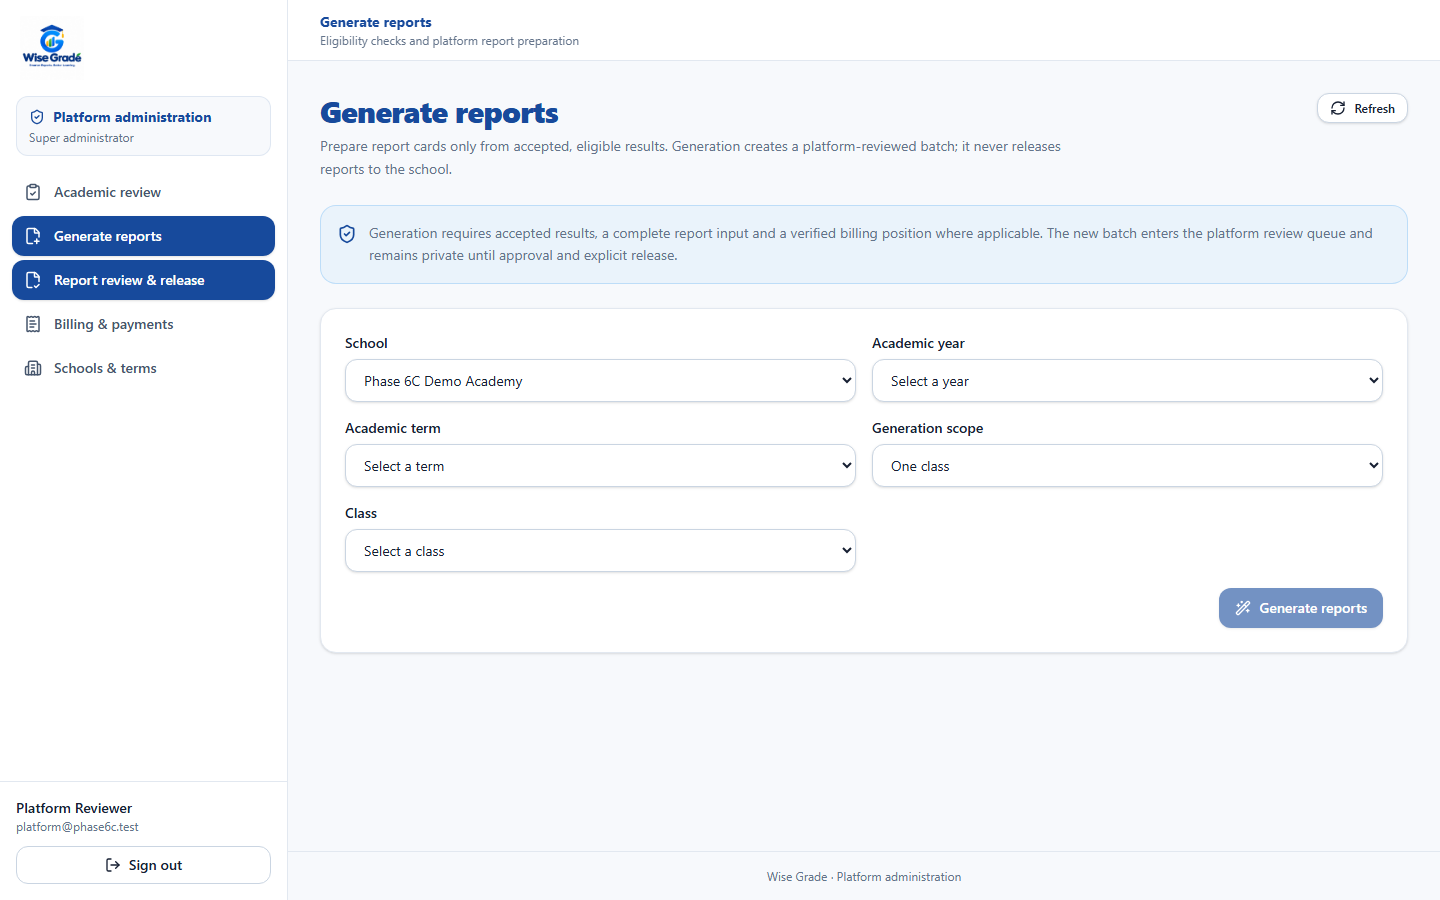 Wise Gradé
Platform administration
Super administrator
Academic review
Generate reports
Report review & release
Billing & payments
Schools & terms
Platform Reviewer
platform@phase6c.test
Sign out
Generate reports
Eligibility checks and platform report preparation
Generate reports
Refresh
Prepare report cards only from accepted, eligible results. Generation creates a platform-reviewed batch; it never releases
reports to the school.
Generation requires accepted results, a complete report input and a verified billing position where applicable. The new batch enters the platform review queue and
remains private until approval and explicit release.
School
Phase 6C Demo Academy
Academic year
Select a year
Academic term
Select a term
Generation scope
One class
Class
Select a class
Generate reports
Wise Grade · Platform administration